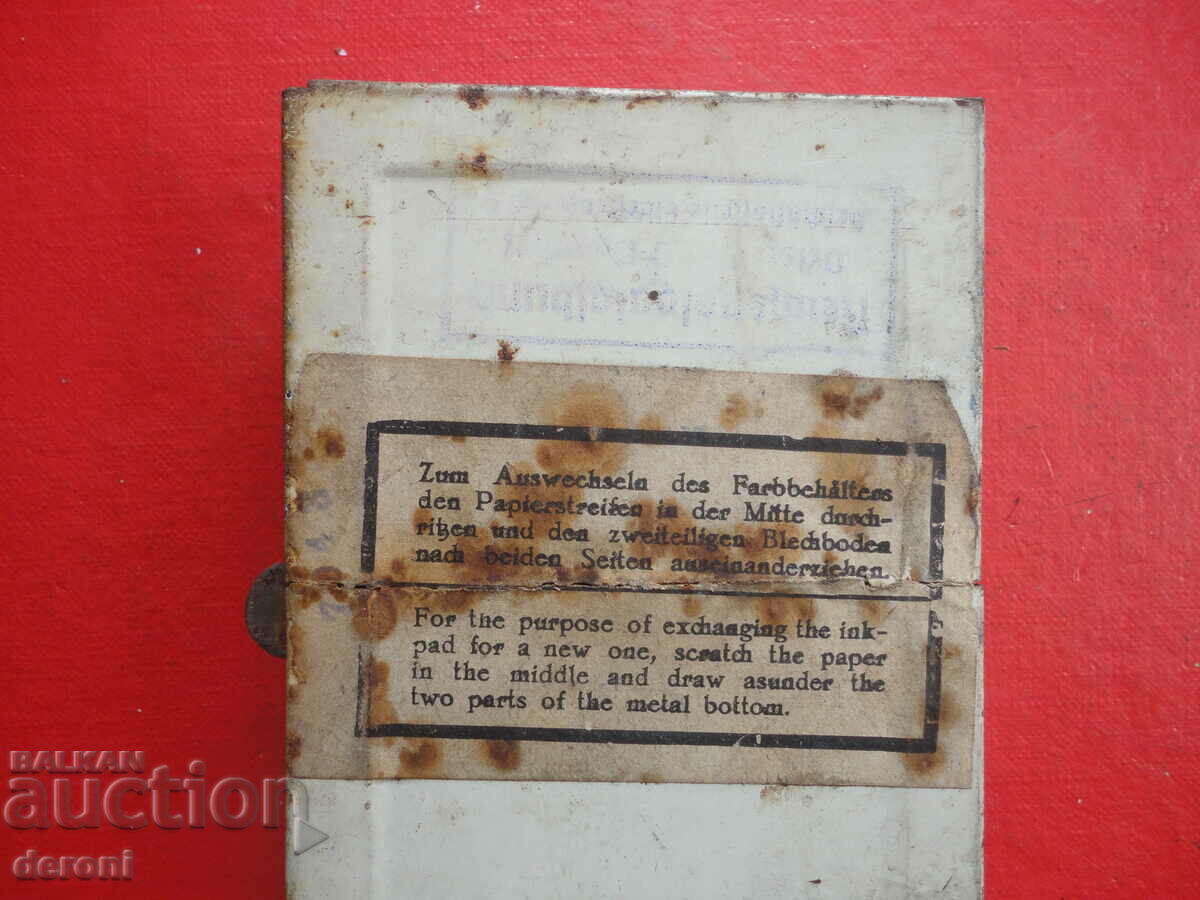 Zum Auswechseln des Farbbehälters
den Papierstreifen in der Mitte durch-
ritzen und den zweiteiligen Blechboden
nach beiden Seiten auseinanderziehen.
For the purpose of exchanging the ink-
pad for a new one, scratch the paper
in the middle and draw asunder the
two parts of the metal bottom.
BALKAN
auction
deroni